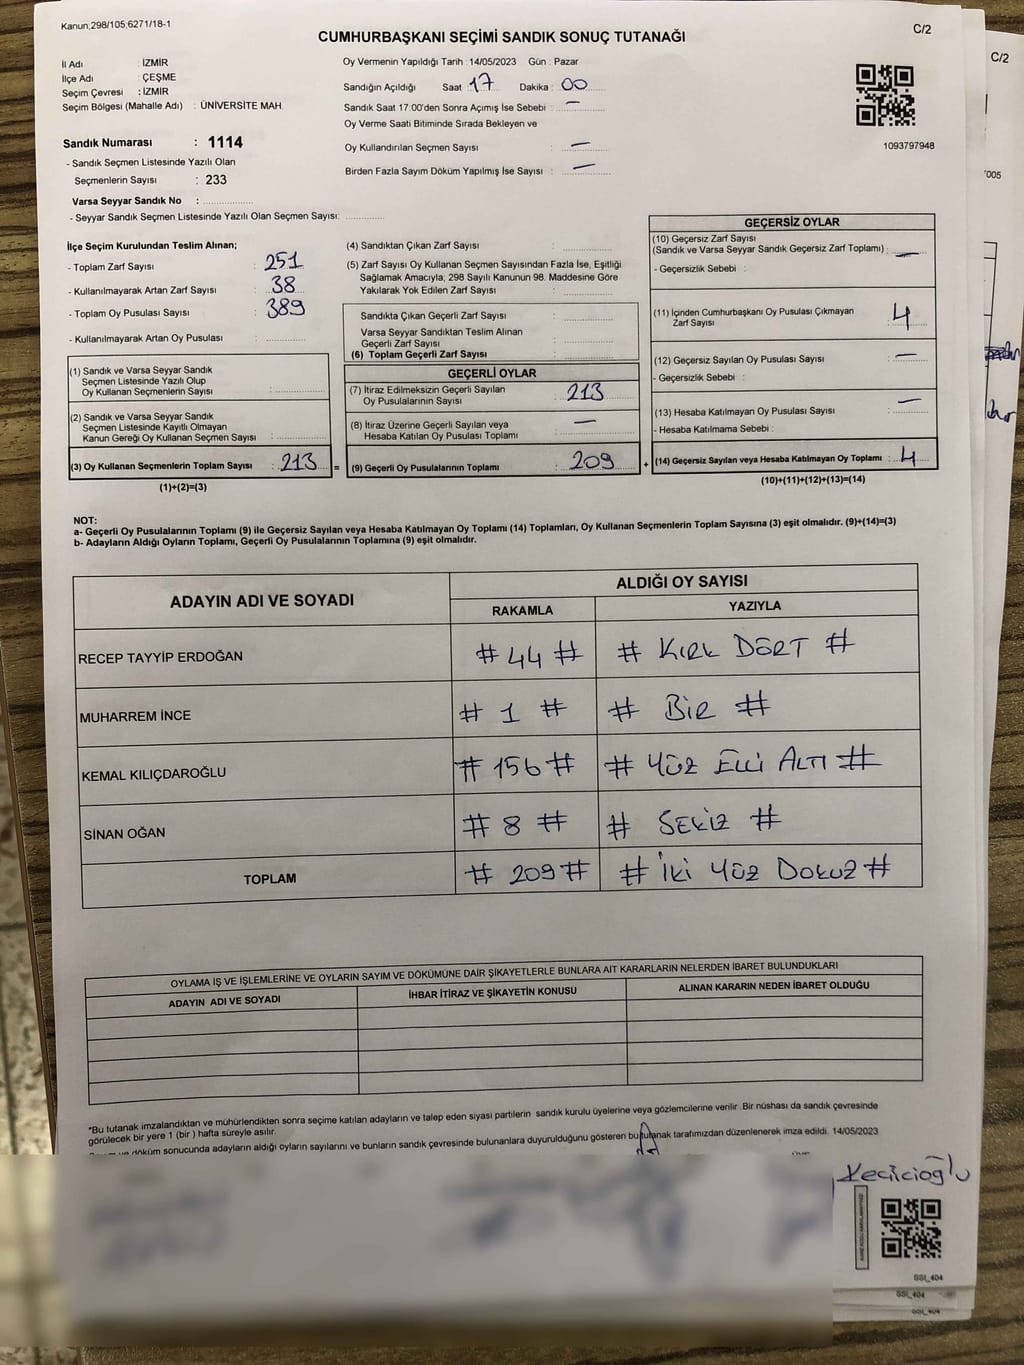 Kanun;298/105;6271/18-1
C/2
CUMHURBAŞKANI SEÇİMİ SANDIK SONUÇ TUTANAĞI
İl Adı : İZMİR
İlçe Adı : ÇEŞME
Seçim Çevresi : İZMİR
Seçim Bölgesi (Mahalle Adı) : ÜNİVERSİTE MAH.
Sandık Numarası : 1114
- Sandık Seçmen Listesinde Yazılı Olan
Seçmenlerin Sayısı : 233
Varsa Seyyar Sandık No :
- Seyyar Sandık Seçmen Listesinde Yazılı Olan Seçmen Sayısı:
Oy Vermenin Yapıldığı Tarih : 14/05/2023 Gün : Pazar
Sandığın Açıldığı Saat 17 Dakika : 00
Sandık Saat 17:00'den Sonra Açımış İse Sebebi : —
Oy Verme Saati Bitiminde Sırada Bekleyen ve
Oy Kullandırılan Seçmen Sayısı : —
Birden Fazla Sayım Döküm Yapılmış İse Sayısı : —
1093797948
C/2
İlçe Seçim Kurulundan Teslim Alınan;
- Toplam Zarf Sayısı : 251
- Kullanılmayarak Artan Zarf Sayısı : 38
- Toplam Oy Pusulası Sayısı : 389
- Kullanılmayarak Artan Oy Pusulası :
(1) Sandık ve Varsa Seyyar Sandık
Seçmen Listesinde Yazılı Olup
Oy Kullanan Seçmenlerin Sayısı :
(2) Sandık ve Varsa Seyyar Sandık
Seçmen Listesinde Kayıtlı Olmayan
Kanun Gereği Oy Kullanan Seçmen Sayısı :
(3) Oy Kullanan Seçmenlerin Toplam Sayısı : 213 =
(1)+(2)=(3)
(4) Sandıktan Çıkan Zarf Sayısı :
(5) Zarf Sayısı Oy Kullanan Seçmen Sayısından Fazla İse, Eşitliği
Sağlamak Amacıyla; 298 Sayılı Kanunun 98. Maddesine Göre
Yakılarak Yok Edilen Zarf Sayısı :
Sandıkta Çıkan Geçerli Zarf Sayısı :
Varsa Seyyar Sandıktan Teslim Alınan
Geçerli Zarf Sayısı :
(6) Toplam Geçerli Zarf Sayısı :
GEÇERLİ OYLAR
(7) İtiraz Edilmeksizin Geçerli Sayılan
Oy Pusulalarının Sayısı : 213
(8) İtiraz Üzerine Geçerli Sayılan veya
Hesaba Katılan Oy Pusulası Toplamı : —
(9) Geçerli Oy Pusulalarının Toplamı : 209 +
GEÇERSİZ OYLAR
(10) Geçersiz Zarf Sayısı
(Sandık ve Varsa Seyyar Sandık Geçersiz Zarf Toplamı) : —
- Geçersizlik Sebebi :
(11) İçinden Cumhurbaşkanı Oy Pusulası Çıkmayan
Zarf Sayısı : 4
(12) Geçersiz Sayılan Oy Pusulası Sayısı : —
- Geçersizlik Sebebi :
(13) Hesaba Katılmayan Oy Pusulası Sayısı : —
- Hesaba Katılmama Sebebi :
(14) Geçersiz Sayılan veya Hesaba Katılmayan Oy Toplamı : 4
(10)+(11)+(12)+(13)=(14)
NOT:
a- Geçerli Oy Pusulalarının Toplamı (9) ile Geçersiz Sayılan veya Hesaba Katılmayan Oy Toplamı (14) Toplamları, Oy Kullanan Seçmenlerin Toplam Sayısına (3) eşit olmalıdır. (9)+(14)=(3)
b- Adayların Aldığı Oyların Toplamı, Geçerli Oy Pusulalarının Toplamına (9) eşit olmalıdır.
ADAYIN ADI VE SOYADI
ALDIĞI OY SAYISI
RAKAMLA YAZIYLA
RECEP TAYYİP ERDOĞAN # 44 # # KIRK DÖRT #
MUHARREM İNCE # 1 # # BİR #
KEMAL KILIÇDAROĞLU # 156 # # YÜZ ELLİ ALTI #
SİNAN OĞAN # 8 # # SEKİZ #
TOPLAM # 209 # # İKİ YÜZ DOKUZ #
OYLAMA İŞ VE İŞLEMLERİNE VE OYLARIN SAYIM VE DÖKÜMÜNE DAİR ŞİKAYETLERLE BUNLARA AİT KARARLARIN NELERDEN İBARET BULUNDUKLARI
ADAYIN ADI VE SOYADI İHBAR İTİRAZ VE ŞİKAYETİN KONUSU ALINAN KARARIN NEDEN İBARET OLDUĞU
*Bu tutanak imzalandıktan ve mühürlendikten sonra seçime katılan adayların ve talep eden siyasi partilerin sandık kurulu üyelerine veya gözlemcilerine verilir .Bir nüshası da sandık çevresinde
görülecek bir yere 1 (bir ) hafta süreyle asılır.
ve döküm sonucunda adayların aldığı oyların sayılarını ve bunların sandık çevresinde bulunanlara duyurulduğunu gösteren bu tutanak tarafımızdan düzenlenerek imza edildi. 14/05/2023
Kecicioğlu
SSI_404
SSI_404
SSI_404